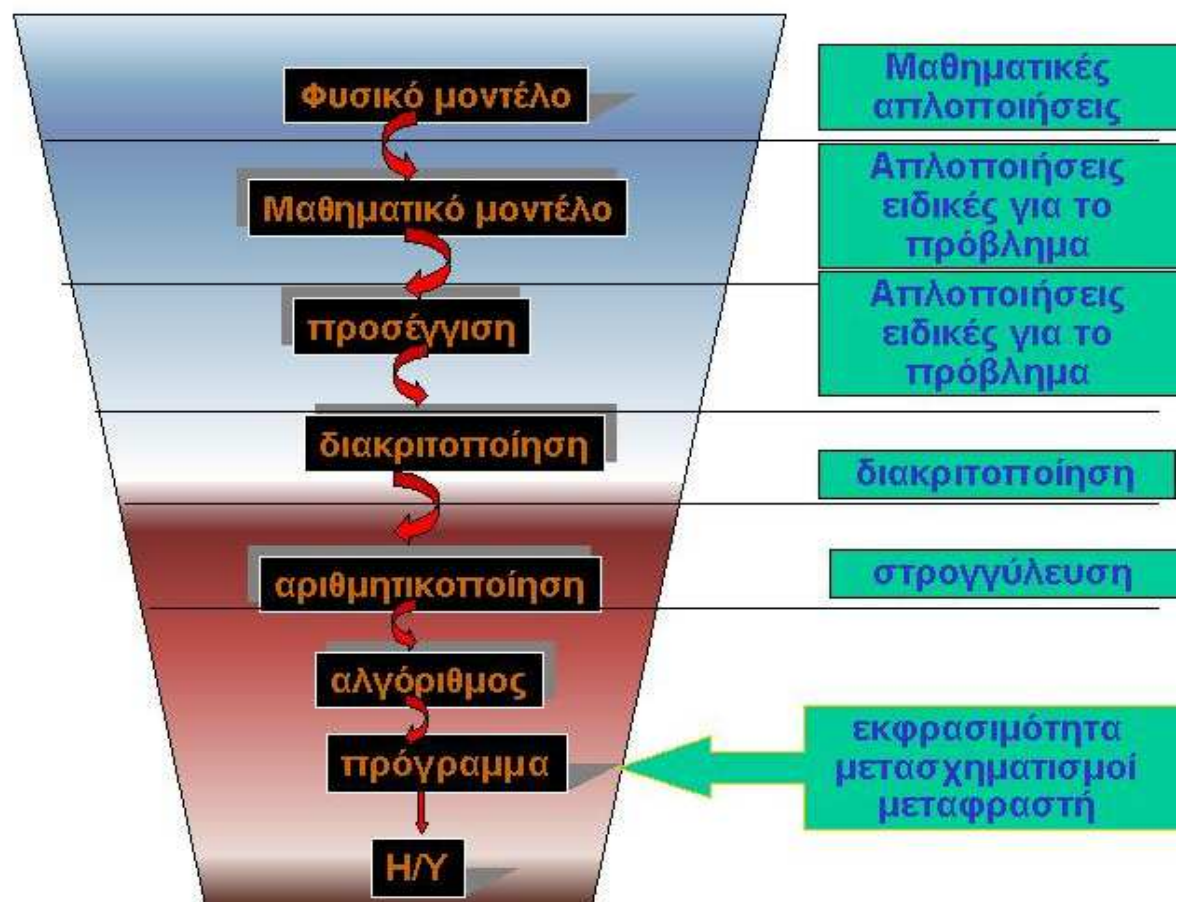 Φυσικό μοντέλο
Μαθηματικές
απλοποιήσεις
Μαθηματικό μοντέλο
Απλοποιήσεις
ειδικές για το
πρόβλημα
προσέγγιση
Απλοποιήσεις
ειδικές για το
πρόβλημα
διακριτοποίηση
διακριτοποίηση
αριθμητικοποίηση
στρογγύλευση
αλγόριθμος
πρόγραμμα
εκφρασιμότητα
μετασχηματισμοί
μεταφραστή
Η/Υ